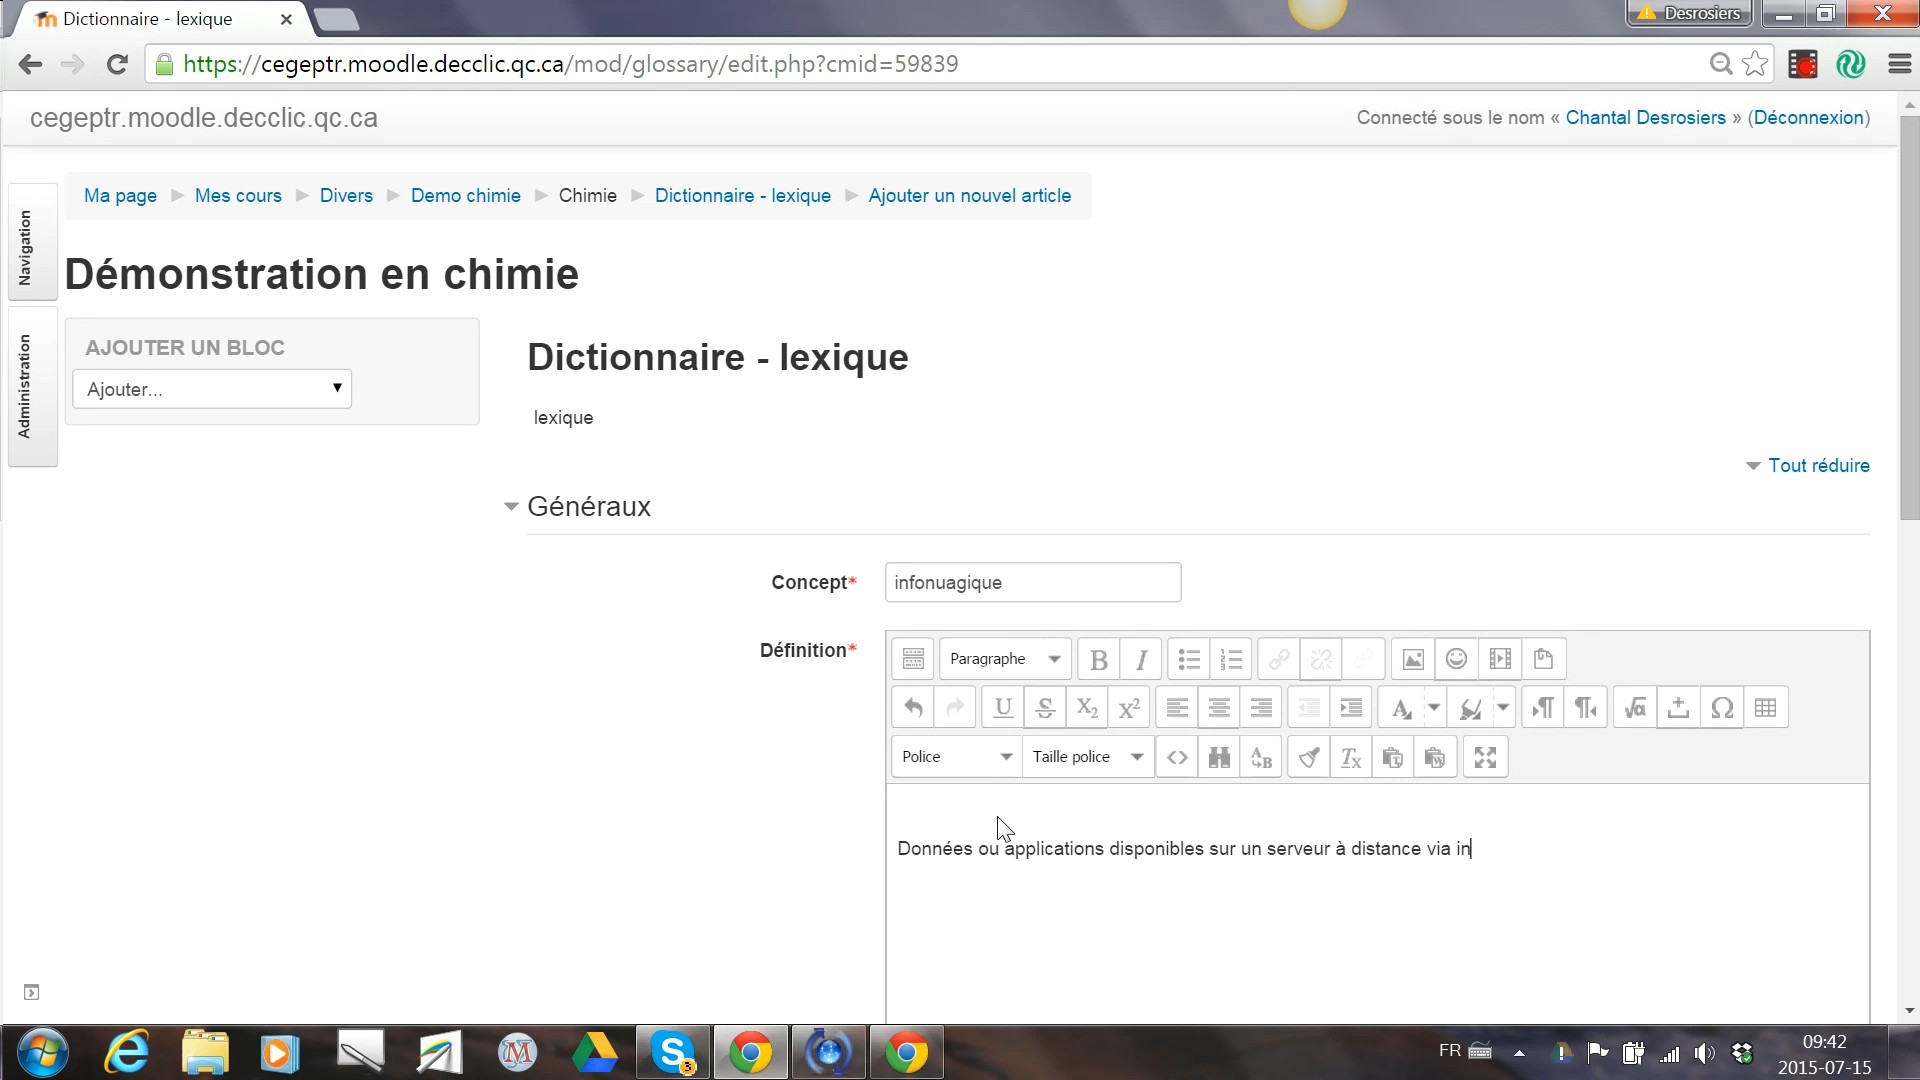 Dictionnaire - lexique
Desrosiers
https://cegeptr.moodle.decclic.qc.ca/mod/glossary/edit.php?cmid=59839
cegeptr.moodle.decclic.qc.ca
Connecté sous le nom « Chantal Desrosiers » (Déconnexion)
Ma page
Mes cours
Divers
Demo chimie
Chimie
Dictionnaire - lexique
Ajouter un nouvel article
Navigation
Administration
Démonstration en chimie
AJOUTER UN BLOC
Ajouter...
Dictionnaire - lexique
lexique
Tout réduire
Généraux
Concept*
infonuagique
Définition*
Paragraphe
Police
Taille police
Données ou applications disponibles sur un serveur à distance via in
FR
09:42
2015-07-15